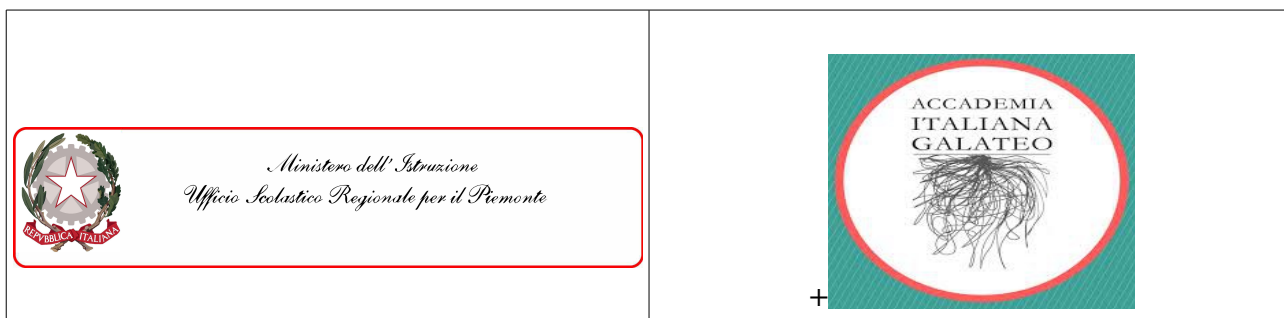 Ministero dell' Istruzione
Ufficio Scolastico Regionale per il Piemonte
REPVBBLICA ITALIANA
ACCADEMIA
ITALIANA
GALATEO
+